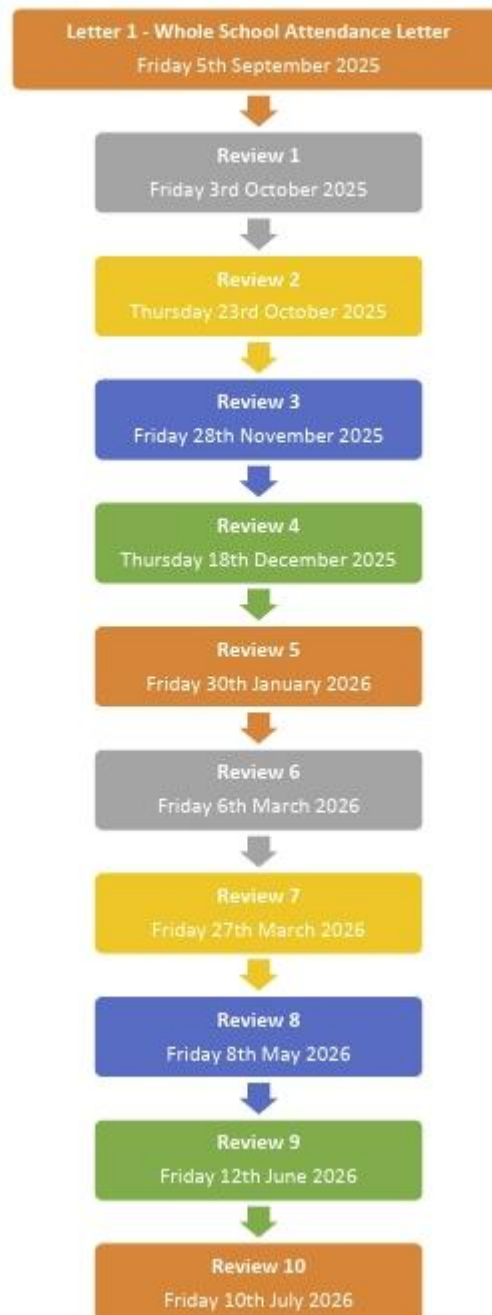 Letter 1 - Whole School Attendance Letter
Friday 5th September 2025
Review 1
Friday 3rd October 2025
Review 2
Thursday 23rd October 2025
Review 3
Friday 28th November 2025
Review 4
Thursday 18th December 2025
Review 5
Friday 30th January 2026
Review 6
Friday 6th March 2026
Review 7
Friday 27th March 2026
Review 8
Friday 8th May 2026
Review 9
Friday 12th June 2026
Review 10
Friday 10th July 2026